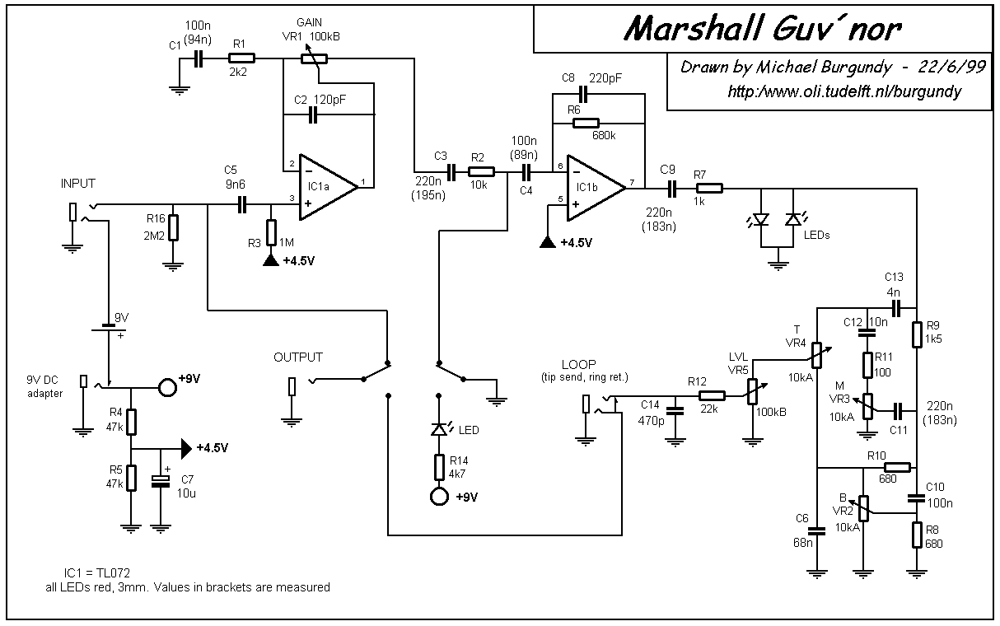 Marshall Guv´nor
Drawn by Michael Burgundy - 22/6/99
http:/www.oli.tudelft.nl/burgundy
GAIN
VR1 100kB
100n
(94n)
C1
R1
2k2
C2 120pF
2
1
IC1a
3
C5
9n6
INPUT
R16
2M2
R3
1M
+4.5V
C8 220pF
R6
680k
100n
(89n)
C4
C3
220n
(195n)
R2
10k
6
7
IC1b
5
+4.5V
C9
220n
(183n)
R7
1k
LEDs
9V
+
9V DC
adapter
+9V
R4
47k
+4.5V
R5
47k
+
C7
10u
OUTPUT
LED
R14
4k7
+9V
LOOP
(tip send, ring ret.)
C14
470p
R12
22k
LVL
VR5
100kB
T
VR4
10kA
C13
4n
C12 10n
R9
1k5
R11
100
M
VR3
10kA
C11
220n
(183n)
R10
680
B
VR2
10kA
C10
100n
R8
680
C6
68n
IC1 = TL072
all LEDs red, 3mm. Values in brackets are measured